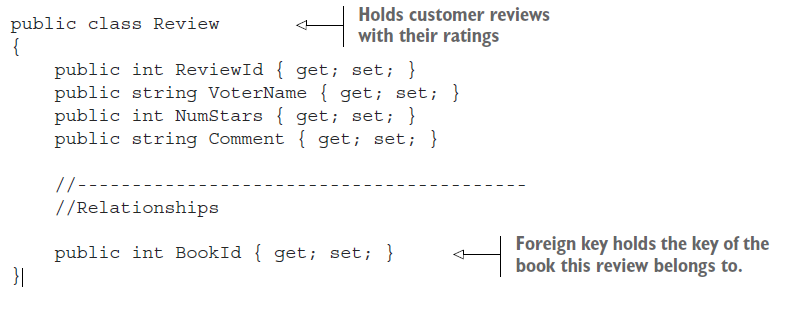 public class Review
Holds customer reviews
with their ratings
{
    public int ReviewId { get; set; }
    public string VoterName { get; set; }
    public int NumStars { get; set; }
    public string Comment { get; set; }
    //-----------------------------------------
    //Relationships
    public int BookId { get; set; }
Foreign key holds the key of the
book this review belongs to.
}